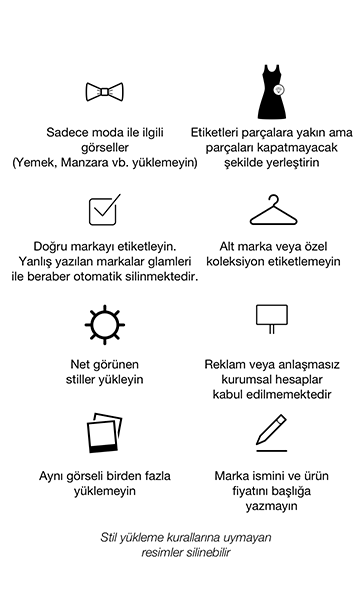 Sadece moda ile ilgili
görseller
(Yemek, Manzara vb. yüklemeyin)
Etiketleri parçalara yakın ama
parçaları kapatmayacak
şekilde yerleştirin
Doğru markayı etiketleyin.
Yanlış yazılan markalar glamleri
ile beraber otomatik silinmektedir.
Alt marka veya özel
koleksiyon etiketlemeyin
Net görünen
stiller yükleyin
Reklam veya anlaşmasız
kurumsal hesaplar
kabul edilmemektedir
Aynı görseli birden fazla
yüklemeyin
Marka ismini ve ürün
fiyatını başlığa
yazmayın
Stil yükleme kurallarına uymayan
resimler silinebilir